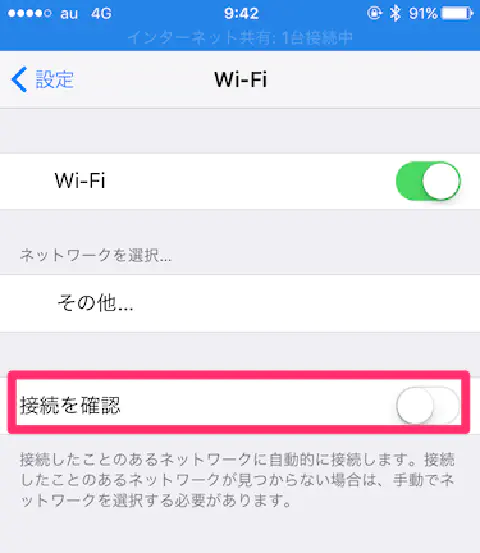 au 4G 9:42 91%
インターネット共有: 1台接続中
設定 Wi-Fi
Wi-Fi
ネットワークを選択...
その他...
接続を確認
接続したことのあるネットワークに自動的に接続します。接続
したことのあるネットワークが見つからない場合は、手動でネ
ットワークを選択する必要があります。